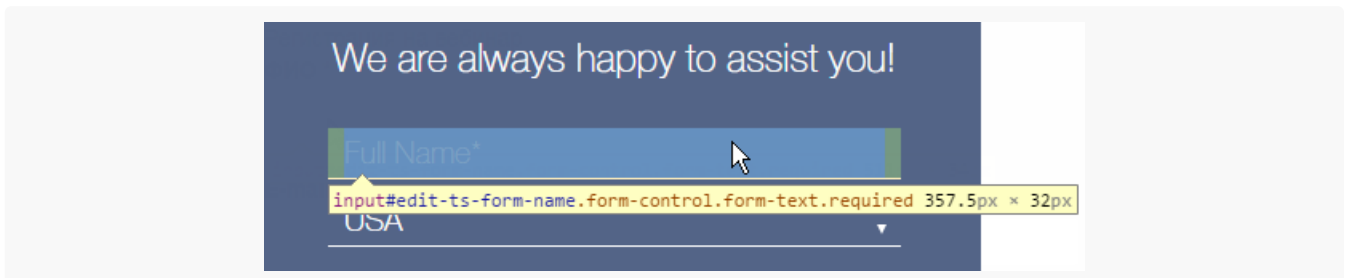 We are always happy to assist you!
Full Name*
input#edit-ts-form-name.form-control.form-text.required 357.5px × 32px
USA